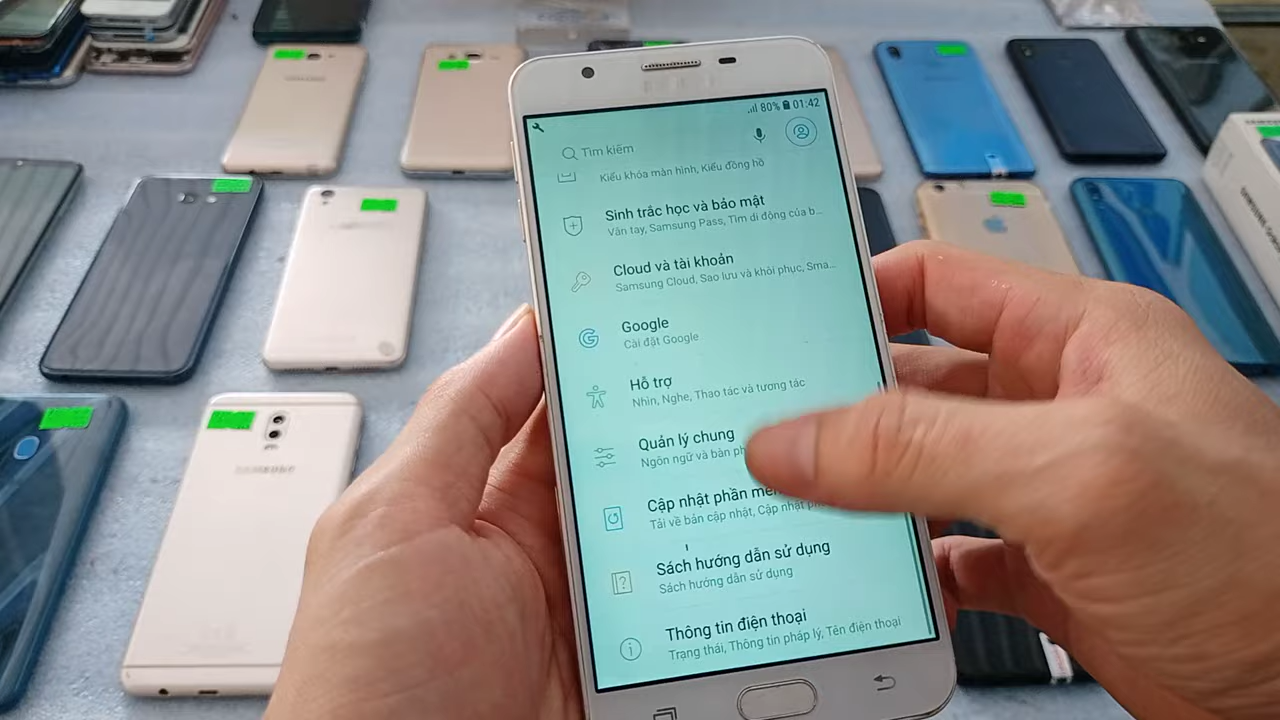 80% 01:42
Tìm kiếm
Kiểu khóa màn hình, Kiểu đồng hồ
Sinh trắc học và bảo mật
Vân tay, Samsung Pass, Tìm di động của b...
Cloud và tài khoản
Samsung Cloud, Sao lưu và khôi phục, Sma...
Google
Cài đặt Google
Hỗ trợ
Nhìn, Nghe, Thao tác và tương tác
Quản lý chung
Ngôn ngữ và bàn
Cập nhật phần
Tải về bản cập nhật, Cập nhật
Sách hướng dẫn sử dụng
Sách hướng dẫn sử dụng
Thông tin điện thoại
Trạng thái, Thông tin pháp lý, Tên điện thoại
SAMSUNG